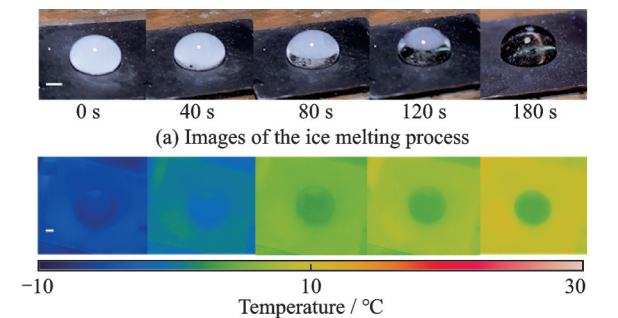 0 s 40 s 80 s 120 s 180 s
(a) Images of the ice melting process
−10 10 30
Temperature / ℃